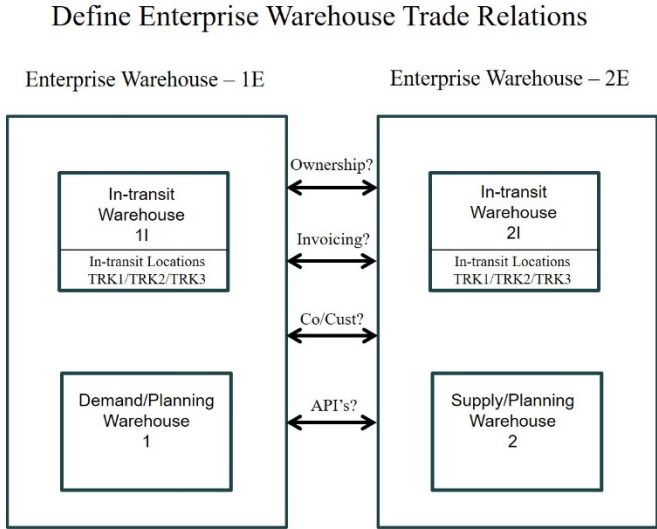 Define Enterprise Warehouse Trade Relations
Enterprise Warehouse – 1E
Enterprise Warehouse – 2E
In-transit
Warehouse
1I
In-transit Locations
TRK1/TRK2/TRK3
Demand/Planning
Warehouse
1
Ownership?
Invoicing?
Co/Cust?
API's?
In-transit
Warehouse
2I
In-transit Locations
TRK1/TRK2/TRK3
Supply/Planning
Warehouse
2